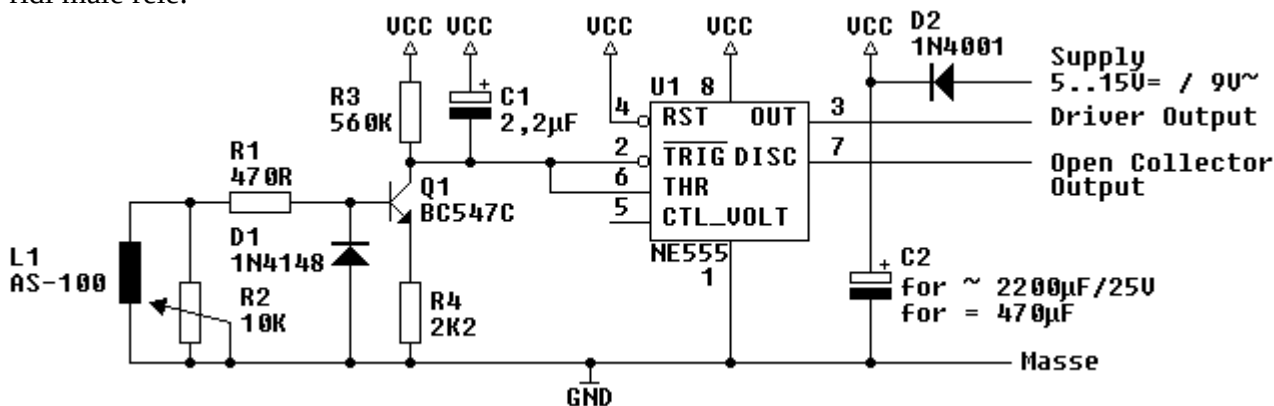 ridi malé relé.
VCC VCC VCC VCC VCC D2
1N4001
Supply
5..15V= / 9V~
R3
560K
+
C1
2,2µF
U1 8
4 RST OUT 3
Driver Output
2 TRIG DISC 7
Open Collector
Output
6 THR
5 CTL_VOLT
NE555
1
R1
470R
Q1
BC547C
D1
1N4148
L1
AS-100
R2
10K
R4
2K2
+
C2
for ~ 2200µF/25V
for = 470µF
Masse
GND